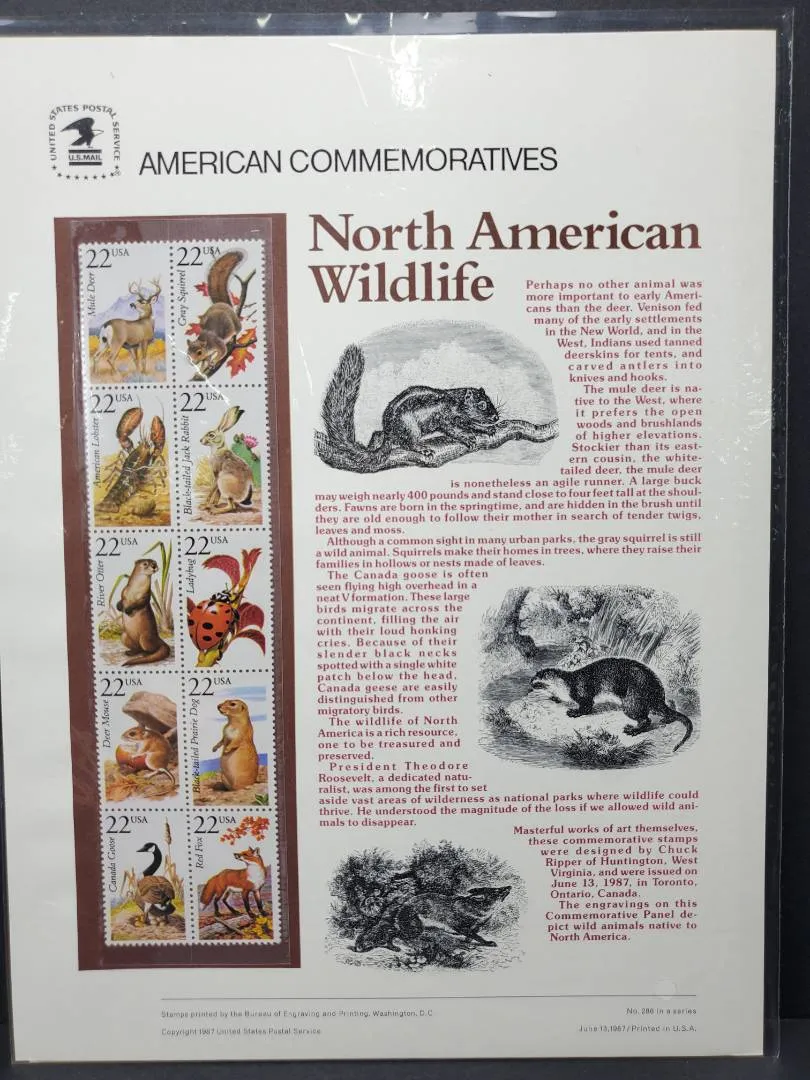 UNITED STATES POSTAL SERVICE
U.S. MAIL
AMERICAN COMMEMORATIVES
North American
Wildlife
22 USA
Mule Deer
22 USA
Gray Squirrel
22 USA
American Lobster
22 USA
Black-tailed Jack Rabbit
22 USA
River Otter
22 USA
Ladybug
22 USA
Deer Mouse
22 USA
Black-tailed Prairie Dog
22 USA
Canada Goose
22 USA
Red Fox
Perhaps no other animal was
more important to early Ameri-
cans than the deer. Venison fed
many of the early settlements
in the New World, and in the
West, Indians used tanned
deerskins for tents, and
carved antlers into
knives and hooks.
The mule deer is na-
tive to the West, where
it prefers the open
woods and brushlands
of higher elevations.
Stockier than its east-
ern cousin, the white-
tailed deer, the mule deer
is nonetheless an agile runner. A large buck
may weigh nearly 400 pounds and stand close to four feet tall at the shoul-
ders. Fawns are born in the springtime, and are hidden in the brush until
they are old enough to follow their mother in search of tender twigs,
leaves and moss.
Although a common sight in many urban parks, the gray squirrel is still
a wild animal. Squirrels make their homes in trees, where they raise their
families in hollows or nests made of leaves.
The Canada goose is often
seen flying high overhead in a
neat V formation. These large
birds migrate across the
continent, filling the air
with their loud honking
cries. Because of their
slender black necks
spotted with a single white
patch below the head,
Canada geese are easily
distinguished from other
migratory birds.
The wildlife of North
America is a rich resource,
one to be treasured and
preserved.
President Theodore
Roosevelt, a dedicated natu-
ralist, was among the first to set
aside vast areas of wilderness as national parks where wildlife could
thrive. He understood the magnitude of the loss if we allowed wild ani-
mals to disappear.
Masterful works of art themselves,
these commemorative stamps
were designed by Chuck
Ripper of Huntington, West
Virginia, and were issued on
June 13, 1987, in Toronto,
Ontario, Canada.
The engravings on this
Commemorative Panel de-
pict wild animals native to
North America.
Stamps printed by the Bureau of Engraving and Printing, Washington, D.C.
No. 286 in a series
Copyright 1987 United States Postal Service
June 13, 1987/Printed in U.S.A.